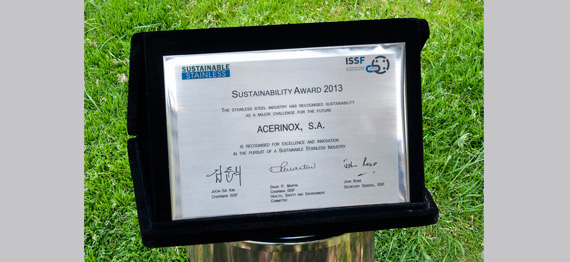 SUSTAINABLE
STAINLESS
ISSF
SUSTAINABILITY AWARD 2013
THE STAINLESS STEEL INDUSTRY HAS RECOGNISED SUSTAINABILITY
AS A MAJOR CHALLENGE FOR THE FUTURE
ACERINOX, S.A.
IS RECOGNISED FOR EXCELLENCE AND INNOVATION
IN THE PURSUIT OF A SUSTAINABLE STAINLESS INDUSTRY
CHAIRMAN ISSF
DAVID P. MARTIN
CHAIRMAN ISSF
HEALTH, SAFETY AND ENVIRONMENT
COMMITTEE
JOHN ROWE
SECRETARY GENERAL, ISSF